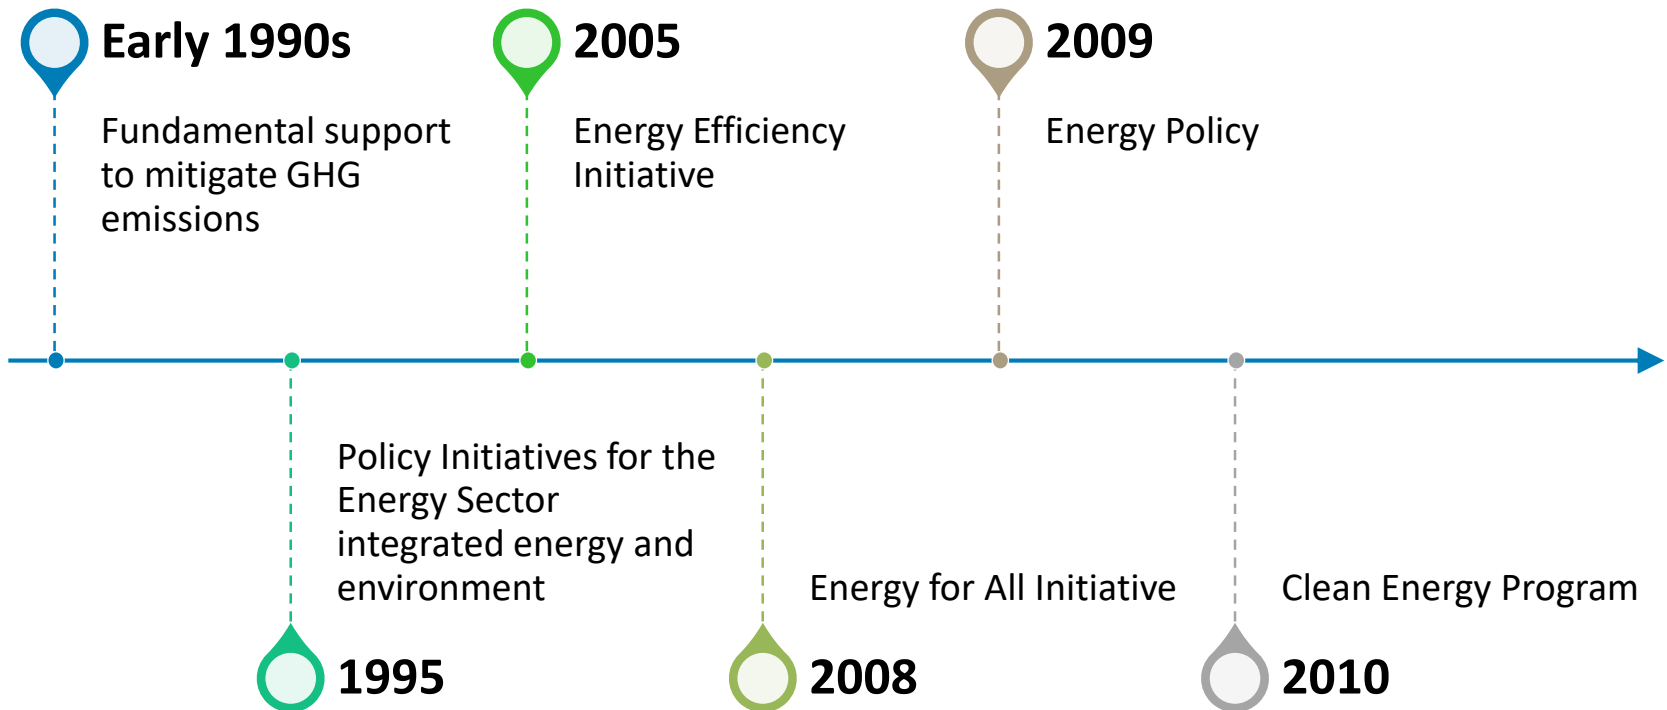 Early 1990s
Fundamental support
to mitigate GHG
emissions
2005
Energy Efficiency
Initiative
2009
Energy Policy
Policy Initiatives for the
Energy Sector
integrated energy and
environment
1995
Energy for All Initiative
2008
Clean Energy Program
2010